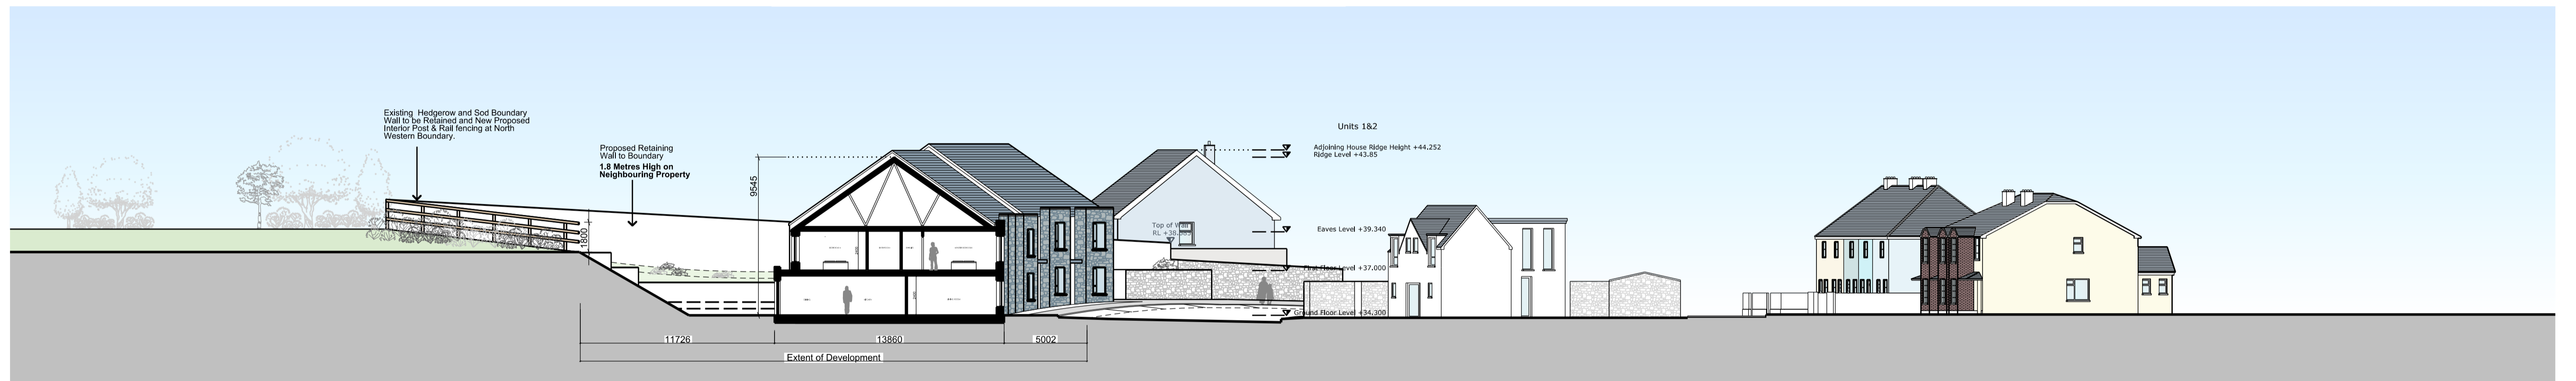 Existing Hedgerow and Sod Boundary
Wall to be Retained and New Proposed
Interior Post & Rail fencing at North
Western Boundary.
Proposed Retaining
Wall to Boundary
1.8 Metres High on
Neighbouring Property
1800
9545
Units 1&2
Adjoining House Ridge Height +44.252
Ridge Level +43.85
Top of Wall
Eaves Level +39.340
First Floor Level +37.000
Ground Floor Level +34.300
11726
13860
5002
Extent of Development